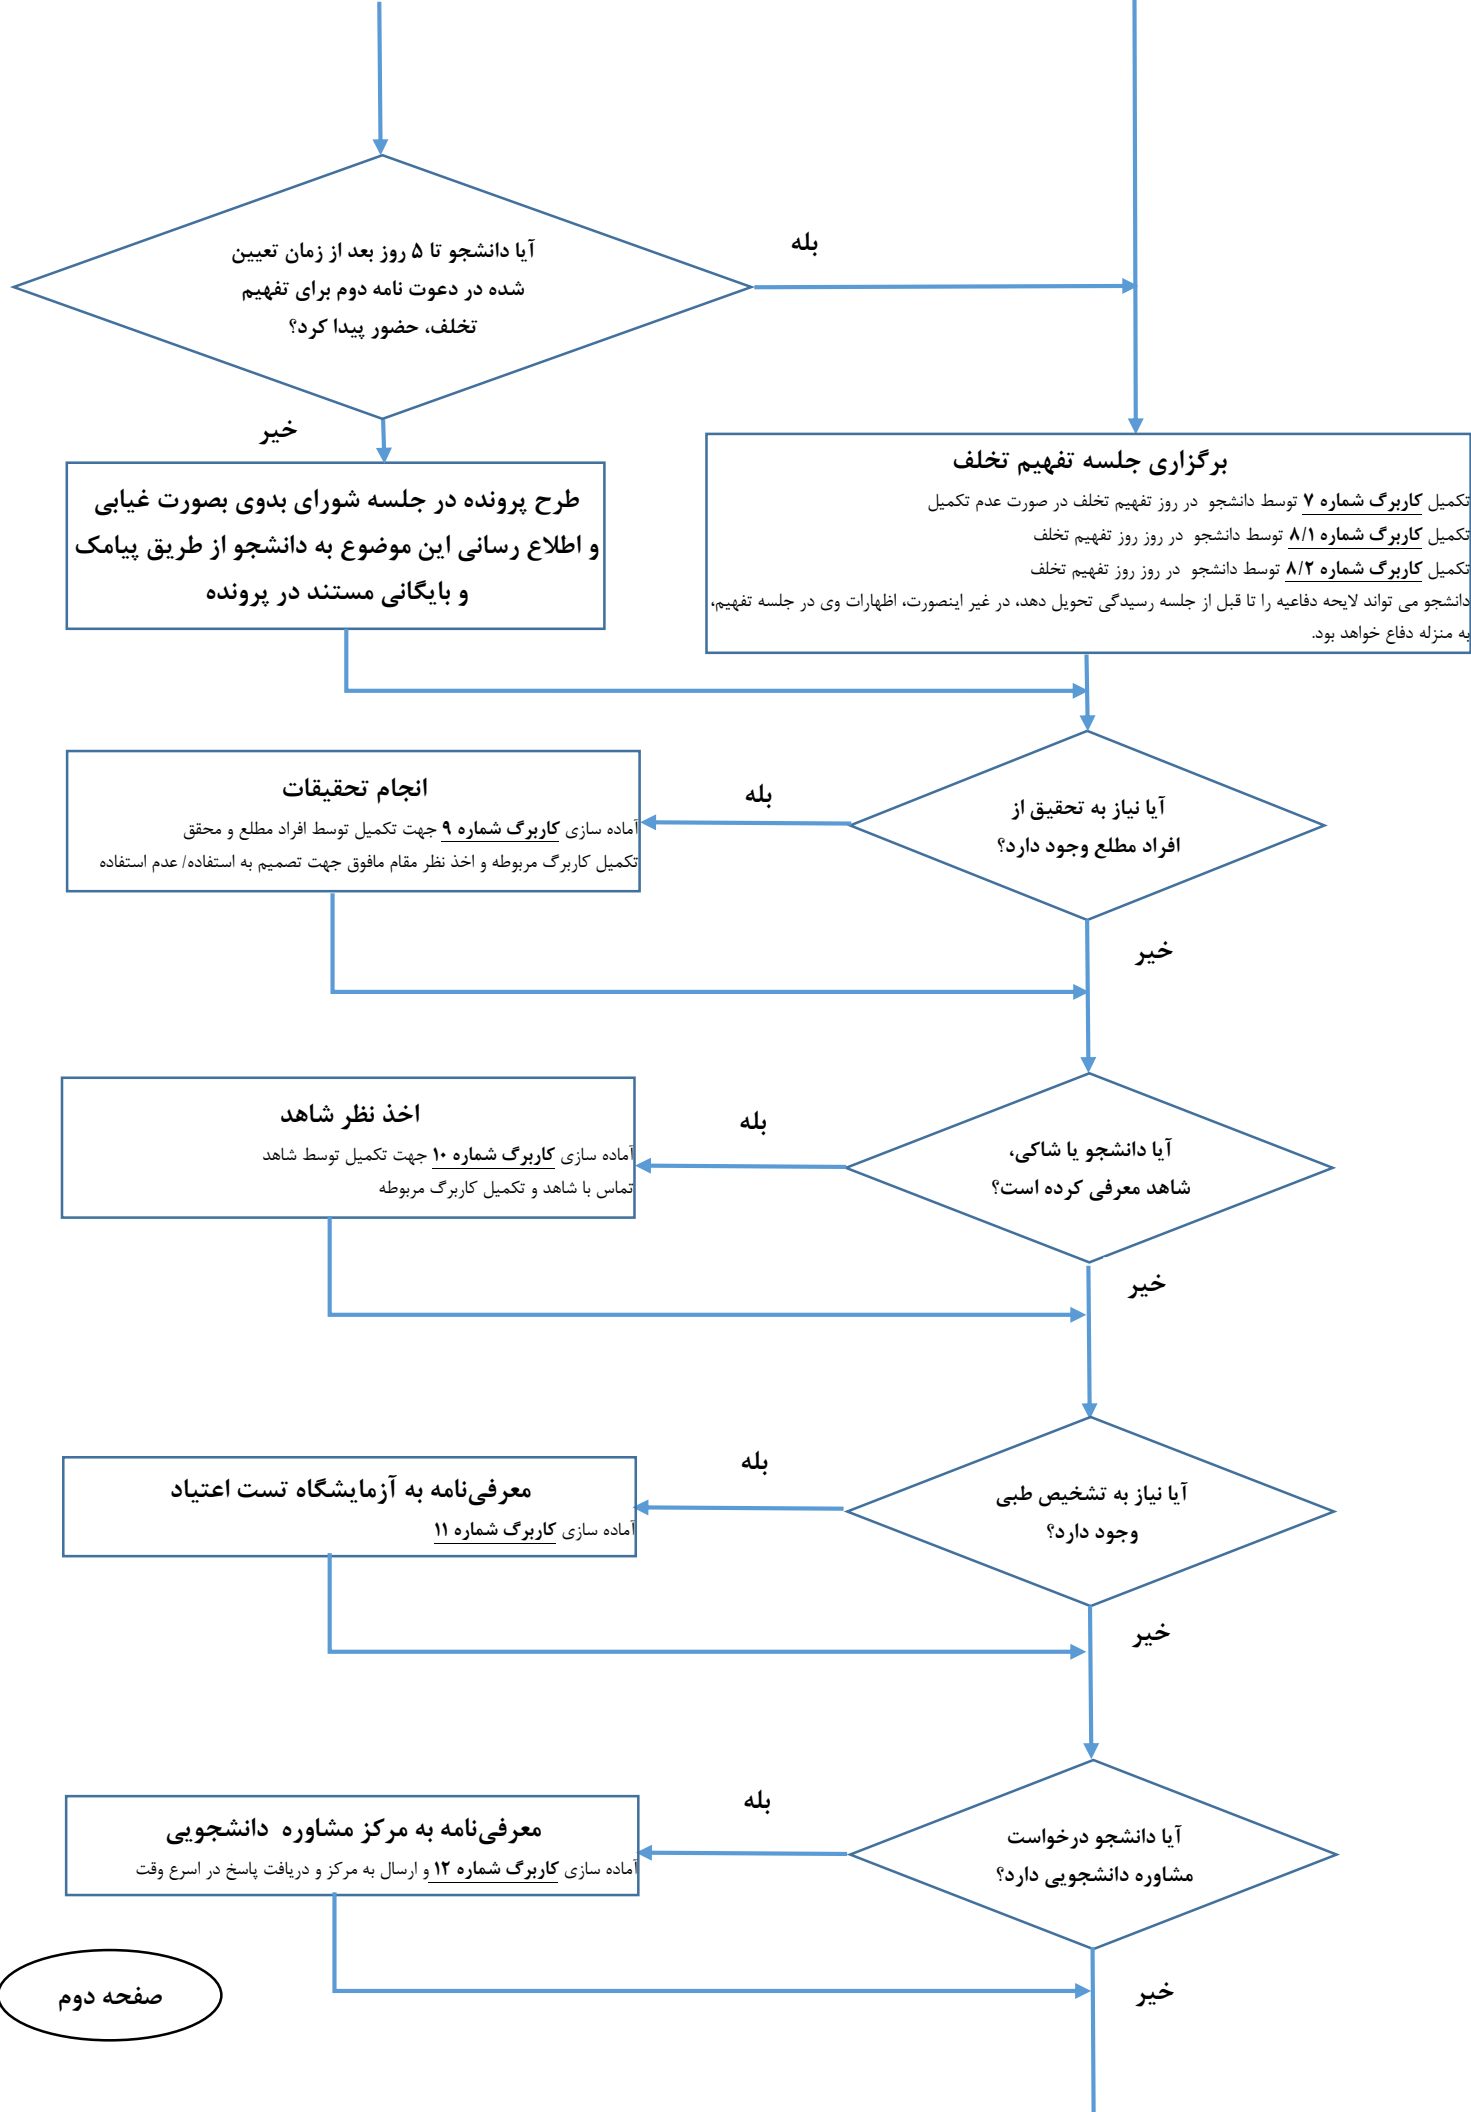 بله
آیا دانشجو تا ۵ روز بعد از زمان تعیین
شده در دعوت نامه دوم برای تفهیم
تخلف، حضور پیدا کرد؟
خیر
برگزاری جلسه تفهیم تخلف
تکمیل کاربرگ شماره ۷ توسط دانشجو در روز تفهیم تخلف در صورت عدم تکمیل
تکمیل کاربرگ شماره ۸/۱ توسط دانشجو در روز روز تفهیم تخلف
تکمیل کاربرگ شماره ۸/۲ توسط دانشجو در روز روز تفهیم تخلف
دانشجو می تواند لایحه دفاعیه را تا قبل از جلسه رسیدگی تحویل دهد، در غیر اینصورت، اظهارات وی در جلسه تفهیم،
به منزله دفاع خواهد بود.
طرح پرونده در جلسه شورای بدوی بصورت غیابی
و اطلاع رسانی این موضوع به دانشجو از طریق پیامک
و بایگانی مستند در پرونده
آیا نیاز به تحقیق از
افراد مطلع وجود دارد؟
بله
انجام تحقیقات
آماده سازی کاربرگ شماره ۹ جهت تکمیل توسط افراد مطلع و محقق
تکمیل کاربرگ مربوطه و اخذ نظر مقام مافوق جهت تصمیم به استفاده/ عدم استفاده
خیر
آیا دانشجو یا شاکی،
شاهد معرفی کرده است؟
بله
اخذ نظر شاهد
آماده سازی کاربرگ شماره ۱۰ جهت تکمیل توسط شاهد
تماس با شاهد و تکمیل کاربرگ مربوطه
خیر
آیا نیاز به تشخیص طبی
وجود دارد؟
بله
معرفی‌نامه به آزمایشگاه تست اعتیاد
آماده سازی کاربرگ شماره ۱۱
خیر
آیا دانشجو درخواست
مشاوره دانشجویی دارد؟
بله
معرفی‌نامه به مرکز مشاوره دانشجویی
آماده سازی کاربرگ شماره ۱۲ و ارسال به مرکز و دریافت پاسخ در اسرع وقت
خیر
صفحه دوم